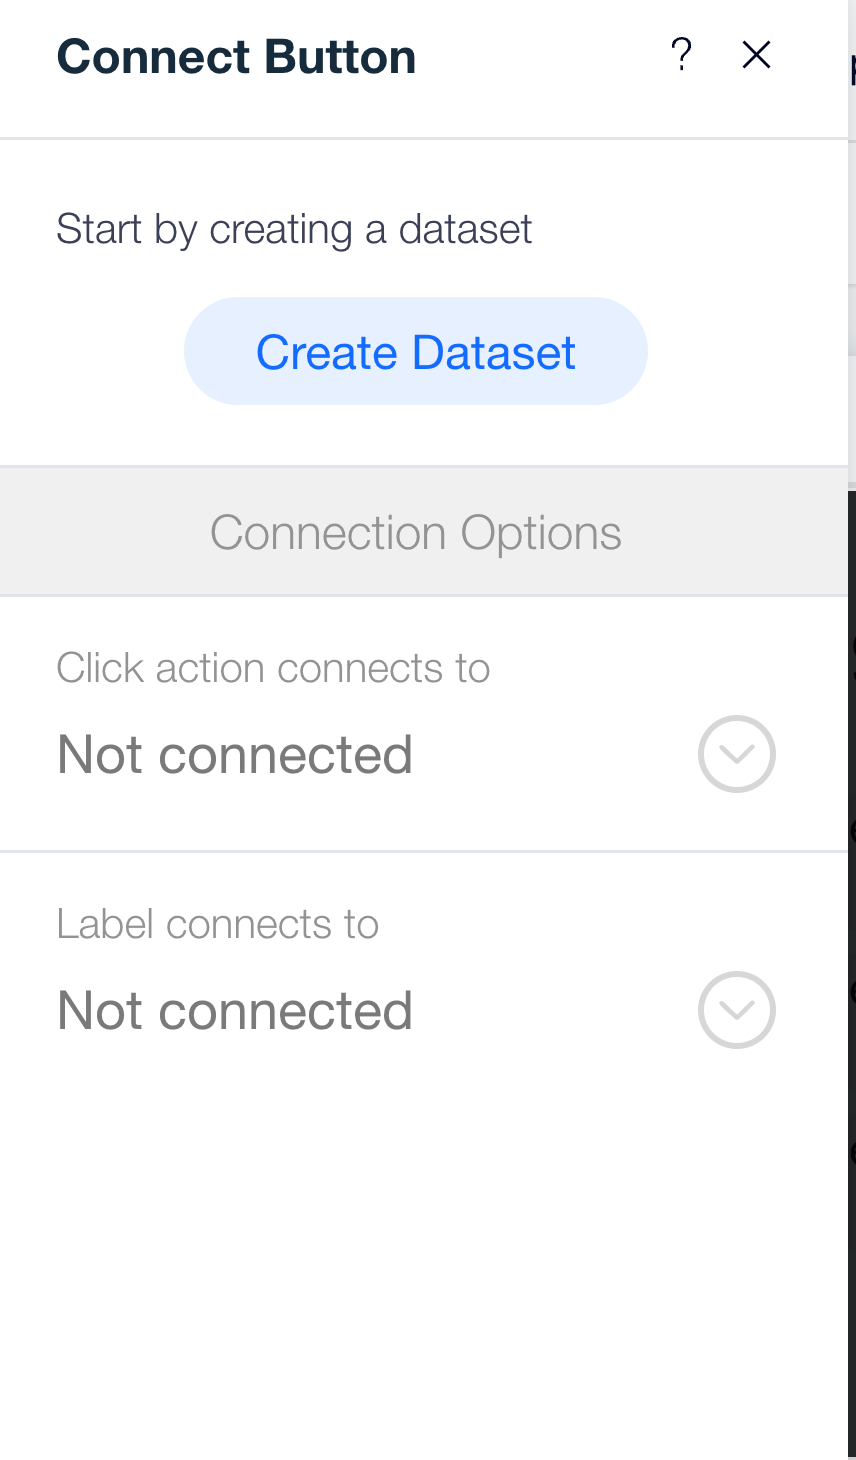 Connect Button
?
Start by creating a dataset
Create Dataset
Connection Options
Click action connects to
Not connected
Label connects to
Not connected